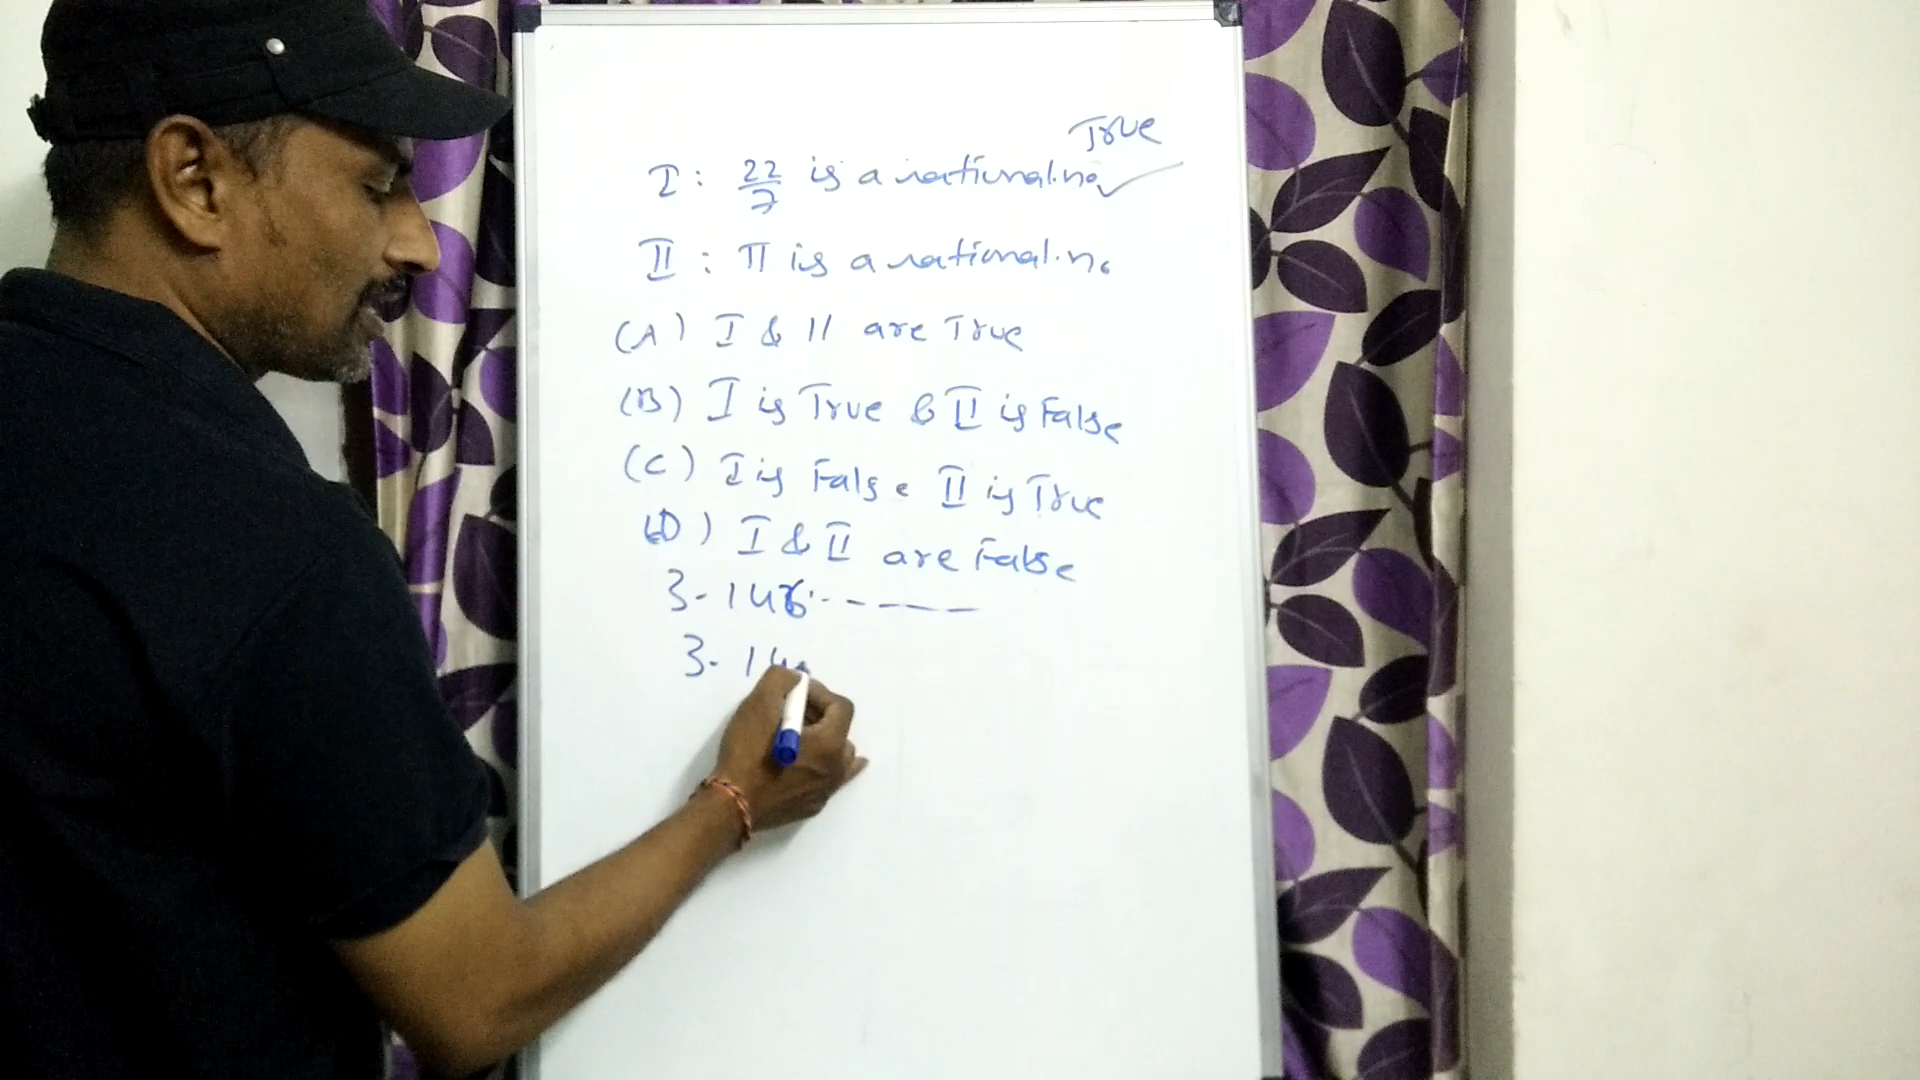 True
I : 22/7 is a rational.no
II : π is a rational.no
(A) I & II are True
(B) I is True & II is False
(C) I is False II is True
(D) I & II are False
3.14
3.14